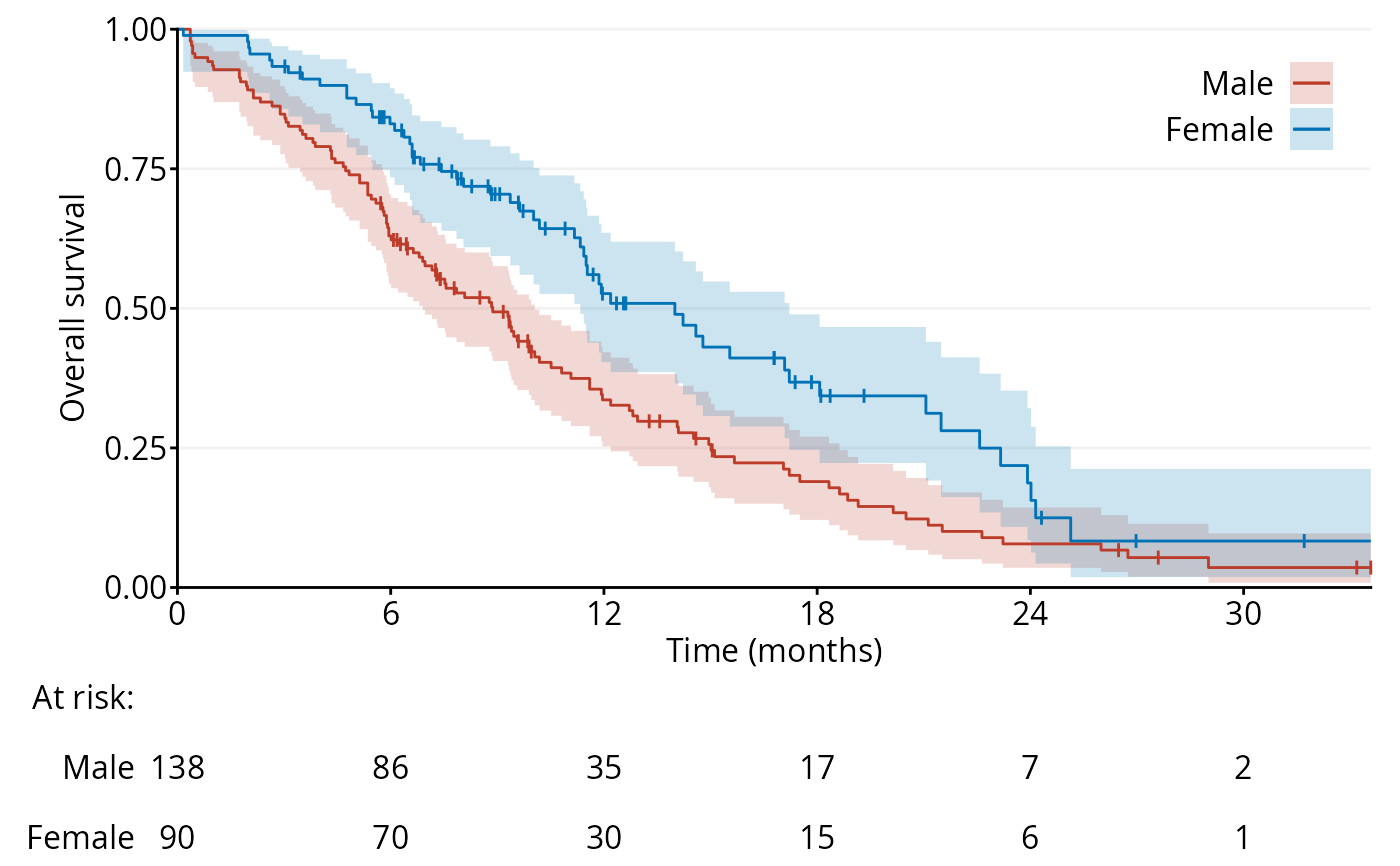 1.00
0.75
0.50
0.25
0.00
Overall survival
Male
Female
0 6 12 18 24 30
Time (months)
At risk:
Male 138 86 35 17 7 2
Female 90 70 30 15 6 1